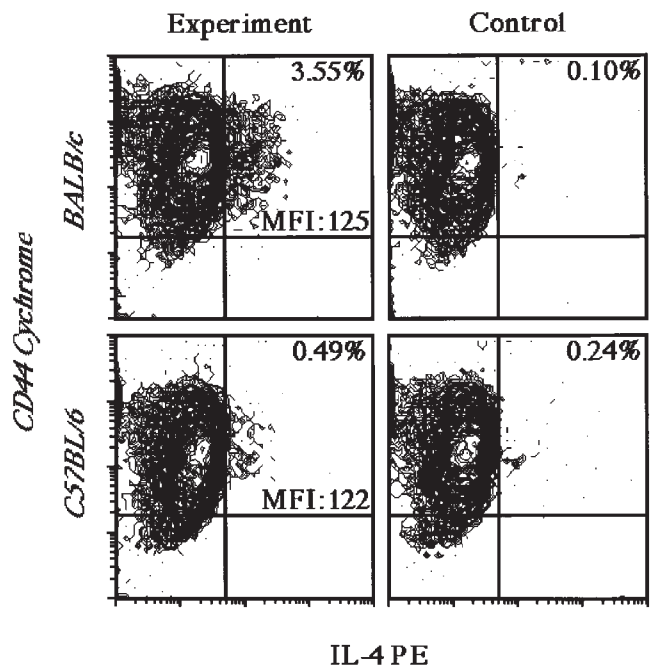 Experiment
Control
3.55%
0.10%
BALB/c
MFI:125
CD44 Cychrome
0.49%
0.24%
C57BL/6
MFI:122
IL-4 PE